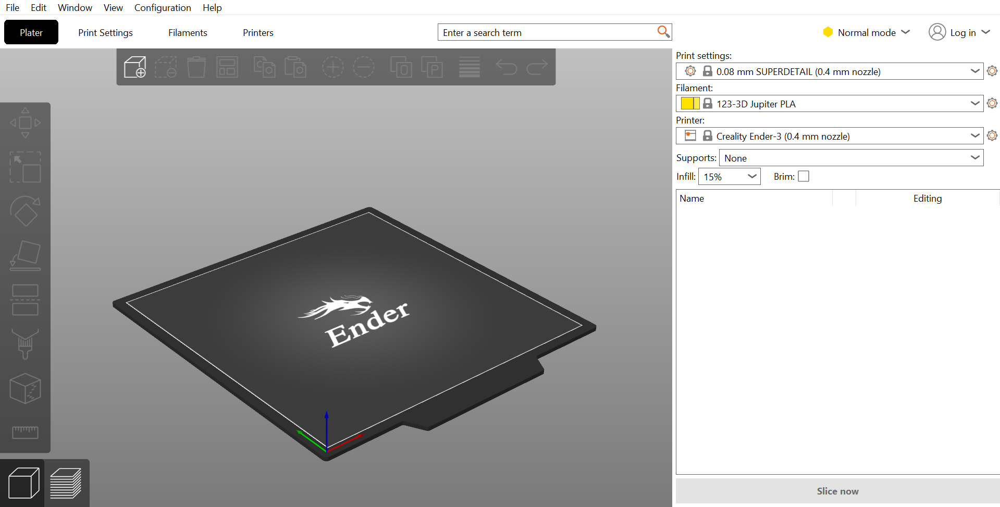 File Edit Window View Configuration Help
Plater Print Settings Filaments Printers Enter a search term Normal mode Log in
Print settings:
0.08 mm SUPERDETAIL (0.4 mm nozzle)
Filament:
123-3D Jupiter PLA
Printer:
Creality Ender-3 (0.4 mm nozzle)
Supports: None
Infill: 15% Brim:
Name Editing
Ender
Slice now